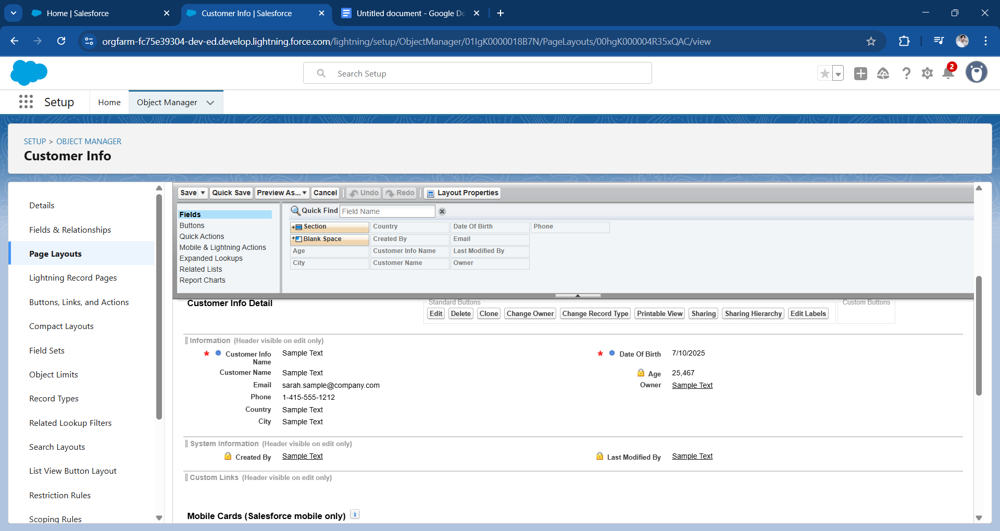 Home | Salesforce
Customer Info | Salesforce
Untitled document - Google Do
orgfarm-fc75e39304-dev-ed.develop.lightning.force.com/lightning/setup/ObjectManager/01IgK0000018B7N/PageLayouts/00hgK000004R35xQAC/view
Search Setup
2
Setup
Home
Object Manager
SETUP > OBJECT MANAGER
Customer Info
Details
Fields & Relationships
Page Layouts
Lightning Record Pages
Buttons, Links, and Actions
Compact Layouts
Field Sets
Object Limits
Record Types
Related Lookup Filters
Search Layouts
List View Button Layout
Restriction Rules
Scoping Rules
Save Quick Save Preview As... Cancel Undo Redo Layout Properties
Fields
Buttons
Quick Actions
Mobile & Lightning Actions
Expanded Lookups
Related Lists
Report Charts
Quick Find Field Name
Section Country Date Of Birth Phone
Blank Space Created By Email
Age Customer Info Name Last Modified By
City Customer Name Owner
Customer Info Detail
Standard Buttons
Edit Delete Clone Change Owner Change Record Type Printable View Sharing Sharing Hierarchy Edit Labels
Custom Buttons
Information (Header visible on edit only)
* Customer Info Name Sample Text
* Date Of Birth 7/10/2025
Customer Name Sample Text
Age 25,467
Email sarah.sample@company.com
Owner Sample Text
Phone 1-415-555-1212
Country Sample Text
City Sample Text
System Information (Header visible on edit only)
Created By Sample Text
Last Modified By Sample Text
Custom Links (Header visible on edit only)
Mobile Cards (Salesforce mobile only) i